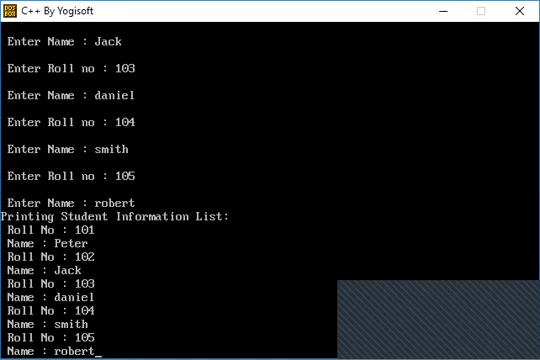 DOS BOX
C++ By Yogisoft
Enter Name : Jack
Enter Roll no : 103
Enter Name : daniel
Enter Roll no : 104
Enter Name : smith
Enter Roll no : 105
Enter Name : robert
Printing Student Information List:
Roll No : 101
Name : Peter
Roll No : 102
Name : Jack
Roll No : 103
Name : daniel
Roll No : 104
Name : smith
Roll No : 105
Name : robert_